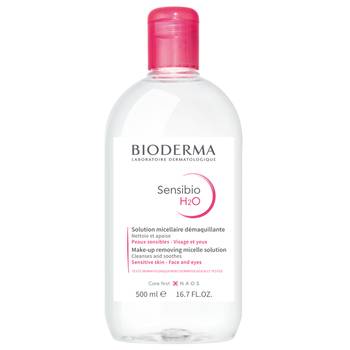 BIODERMA
LABORATOIRE DERMATOLOGIQUE
Sensibio
H2O
Solution micellaire démaquillante
Nettoie et apaise
Peaux sensibles - Visage et yeux
Make-up removing micelle solution
Cleanses and soothes
Sensitive skin - Face and eyes
Care first
NAOS
500 ml ℮ 16.7 FL.OZ.